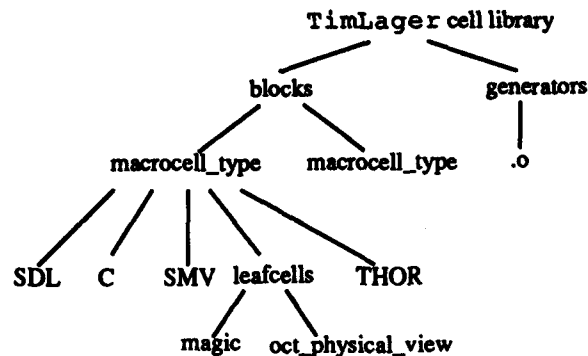 TimLager cell library
blocks generators
macrocell_type macrocell_type .o
SDL C SMV leafcells THOR
magic oct_physical_view